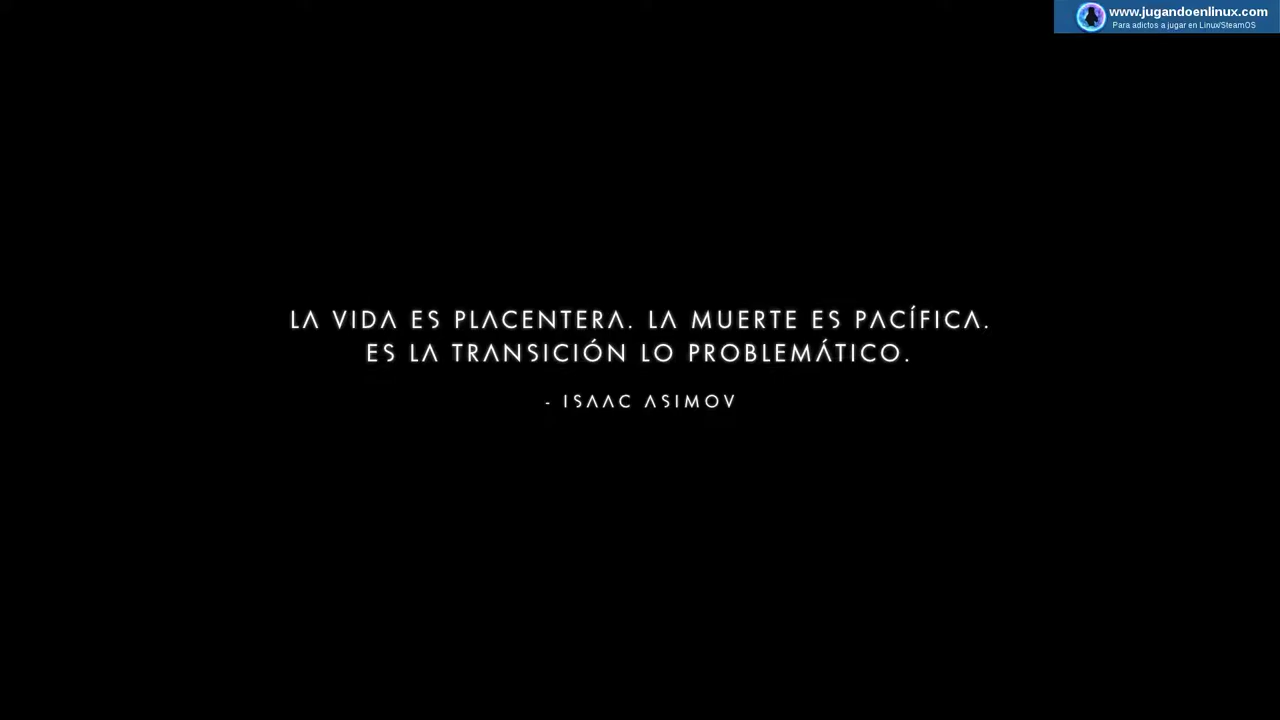 www.jugandoenlinux.com
Para adictos a jugar en Linux/SteamOS
LA VIDA ES PLACENTERA. LA MUERTE ES PACÍFICA.
ES LA TRANSICIÓN LO PROBLEMÁTICO.
- ISAAC ASIMOV